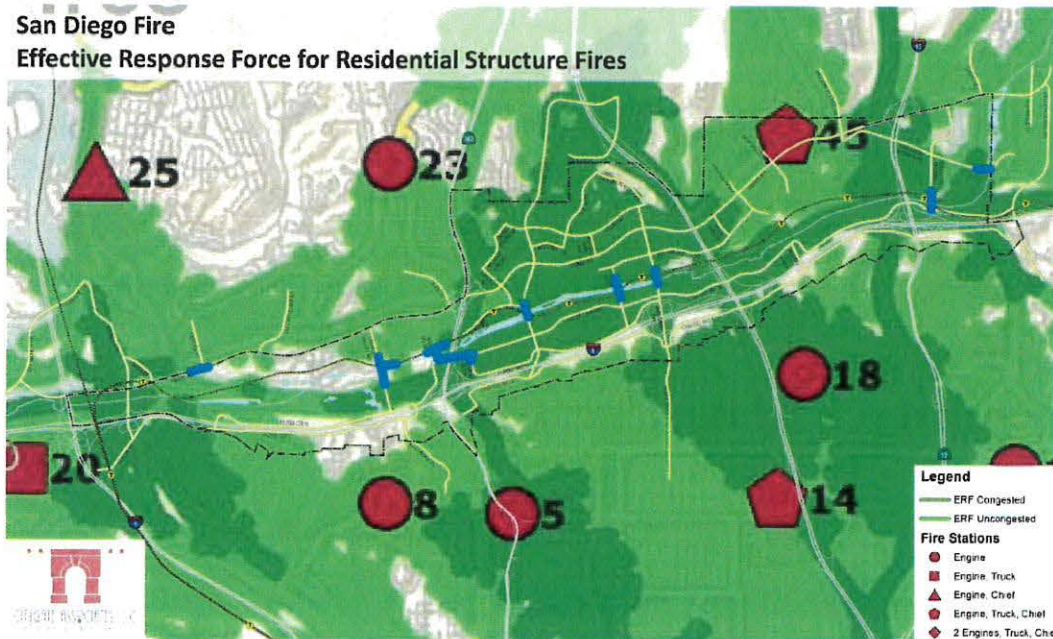 San Diego Fire
Effective Response Force for Residential Structure Fires
45
25
23
18
20
8
5
14
Legend
ERF Congested
ERF Uncongested
Fire Stations
Engine
Engine, Truck
Engine, Chief
Engine, Truck, Chief
2 Engines, Truck, Chie